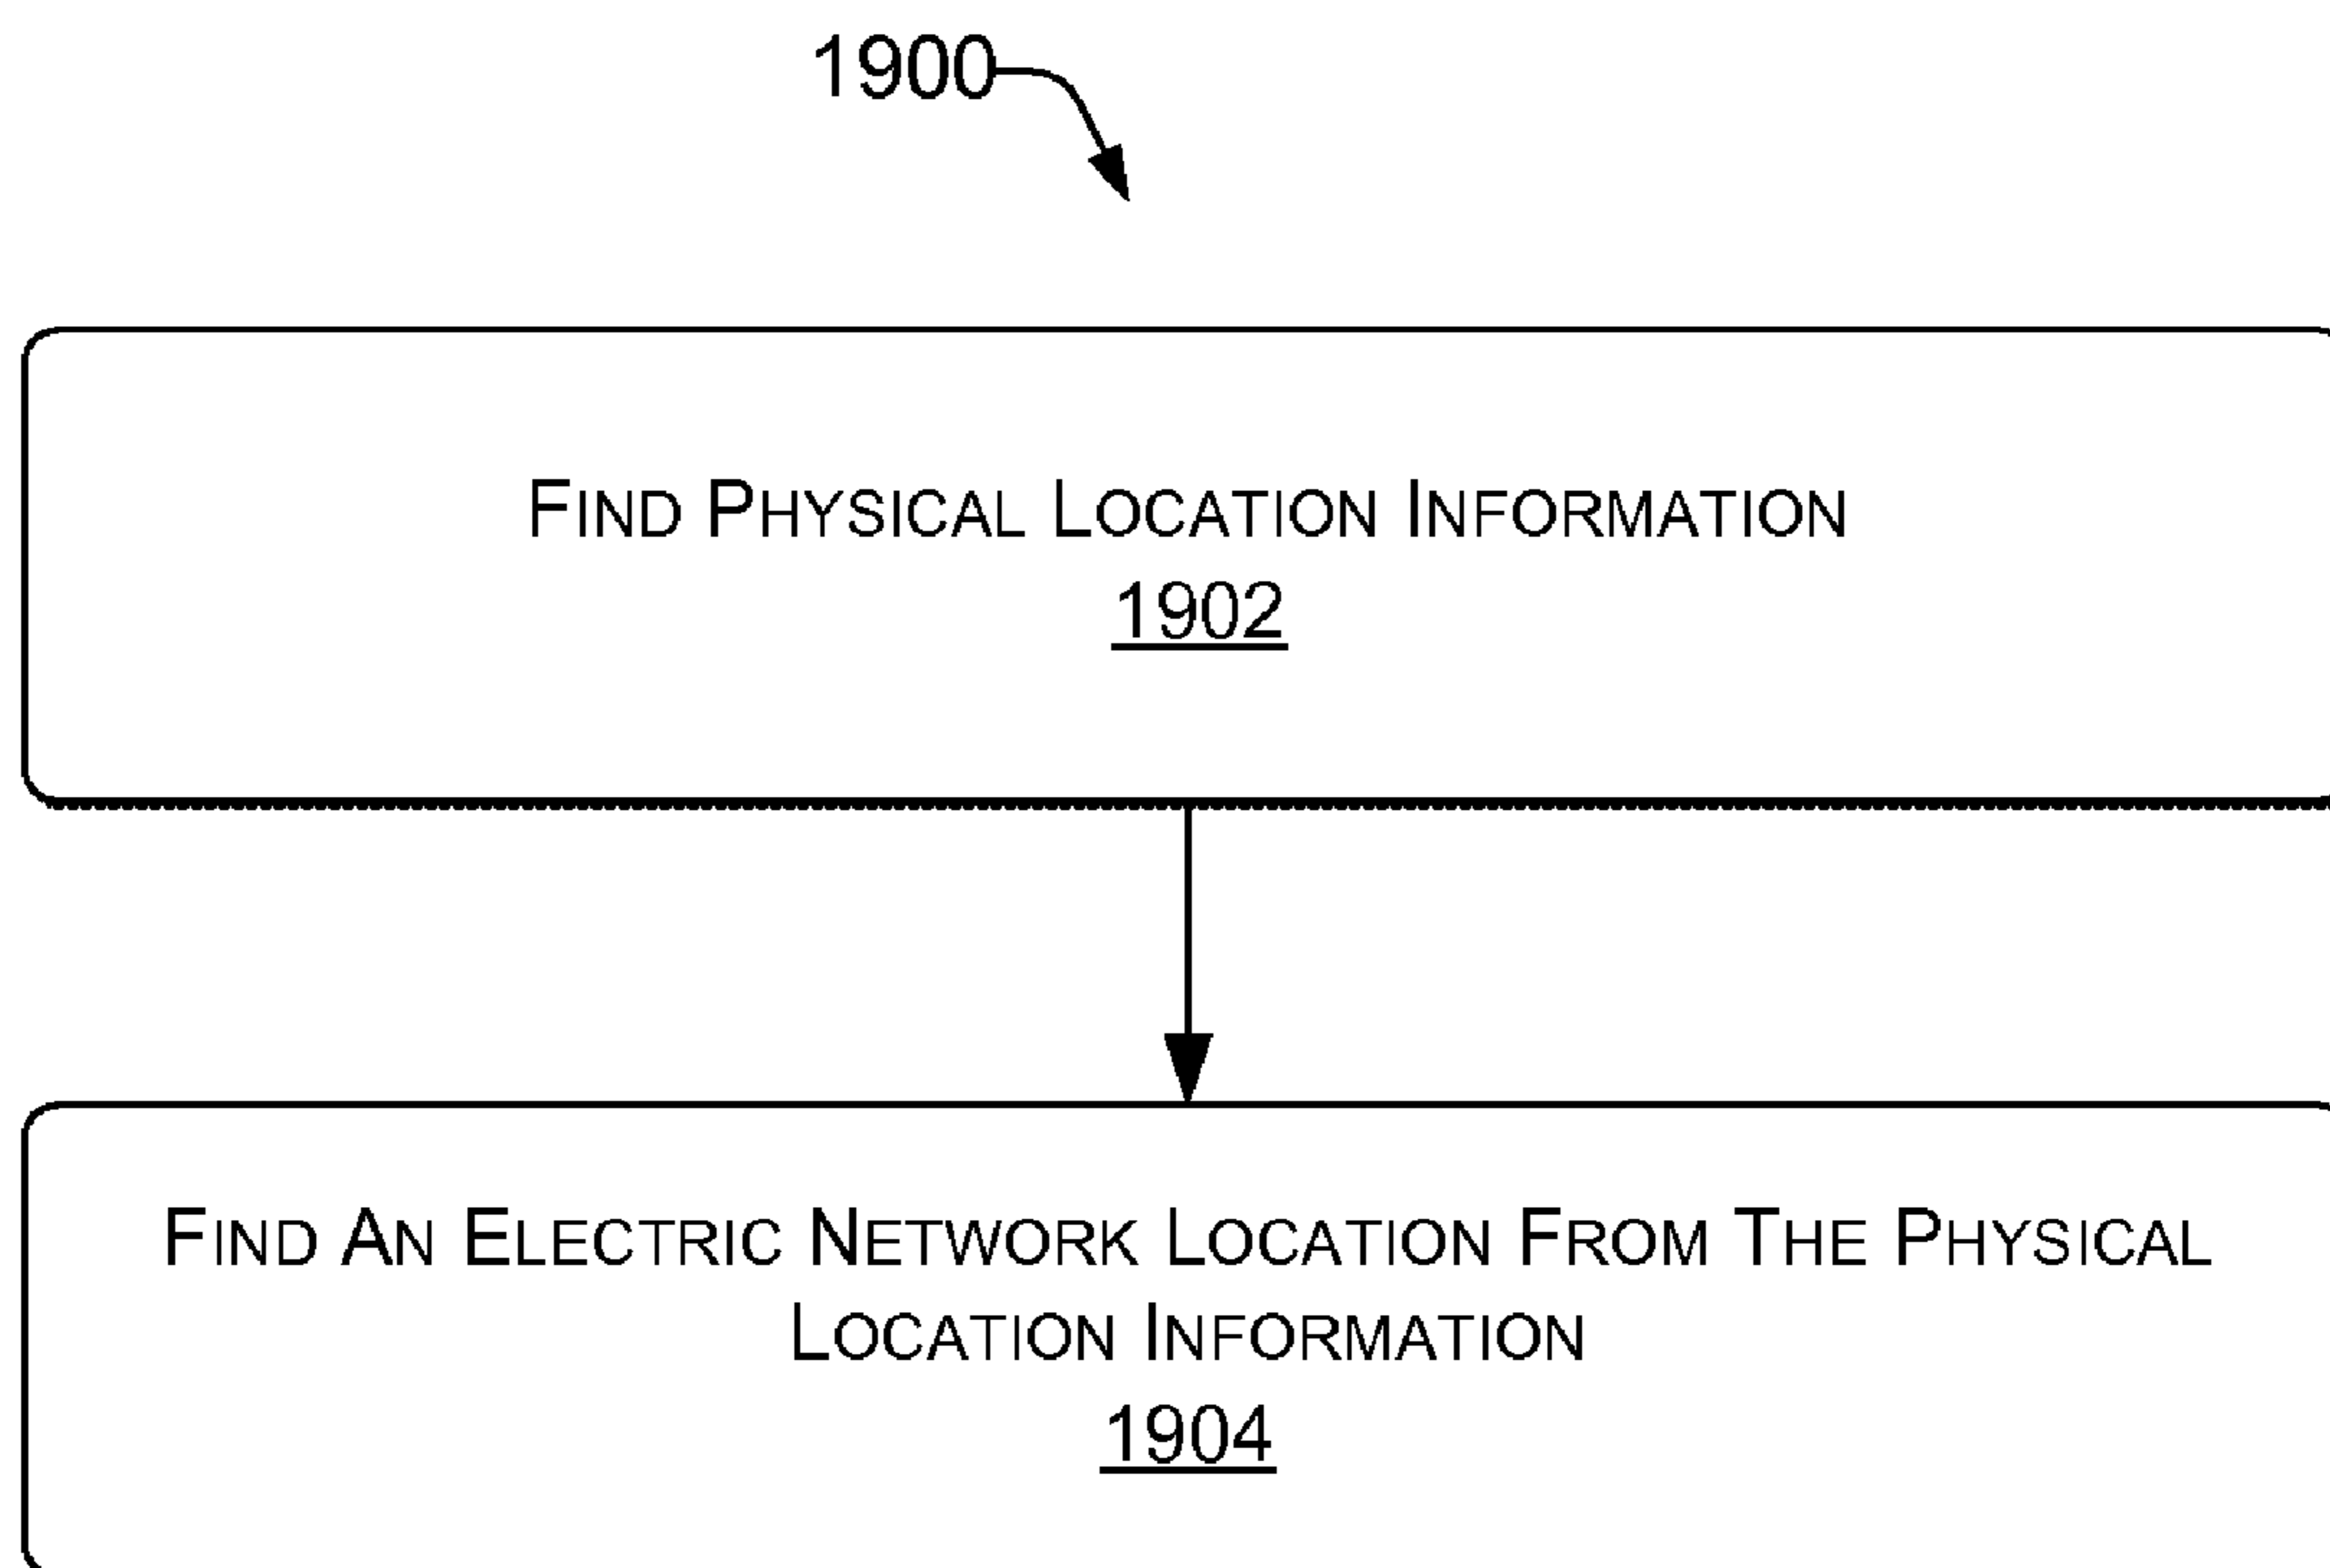 1900
FIND PHYSICAL LOCATION INFORMATION
1902
FIND AN ELECTRIC NETWORK LOCATION FROM THE PHYSICAL
LOCATION INFORMATION
1904